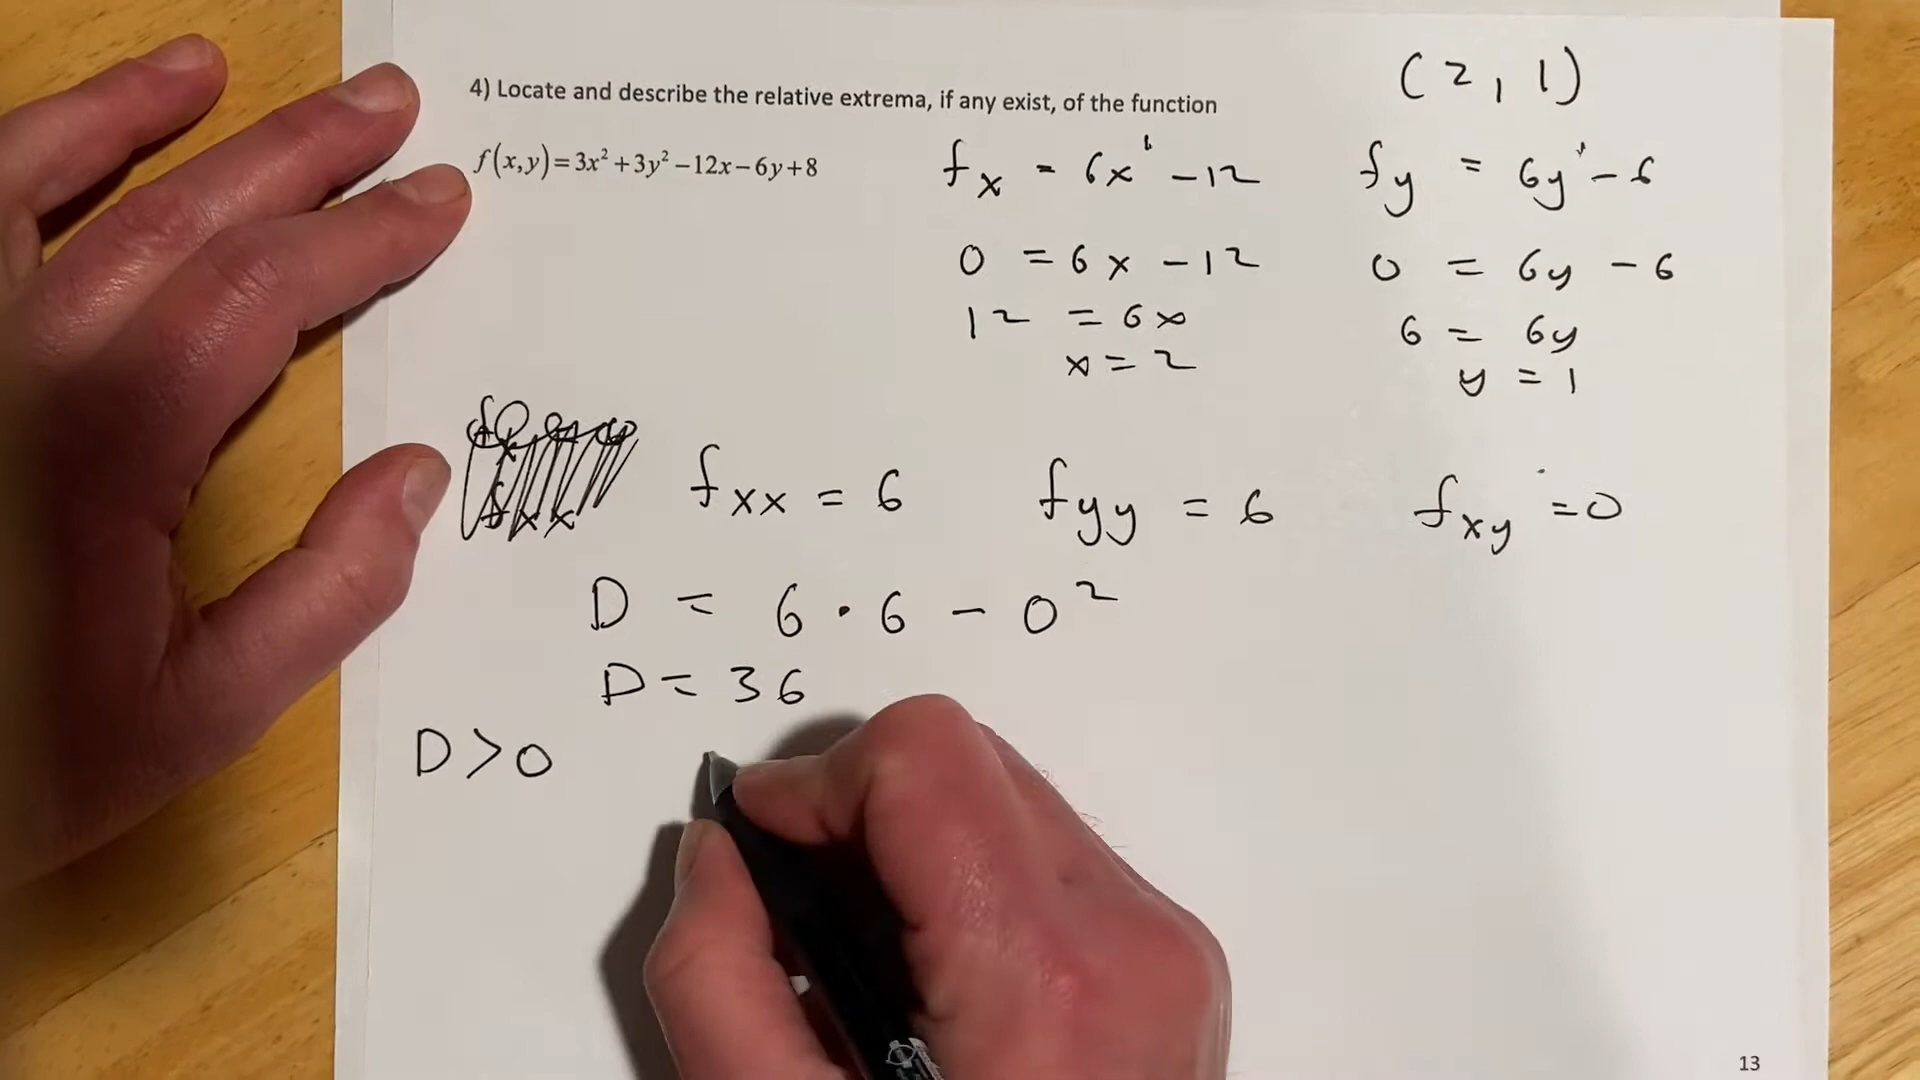 4) Locate and describe the relative extrema, if any exist, of the function
f(x,y)=3x²+3y²−12x−6y+8
(2, 1)
fx = 6x¹ −12
fy = 6y¹ − 6
0 = 6x −12
0 = 6y − 6
12 = 6x
6 = 6y
x = 2
y = 1
fxx = 6
fyy = 6
fxy = 0
D = 6 · 6 − 0²
D = 36
D > 0
13